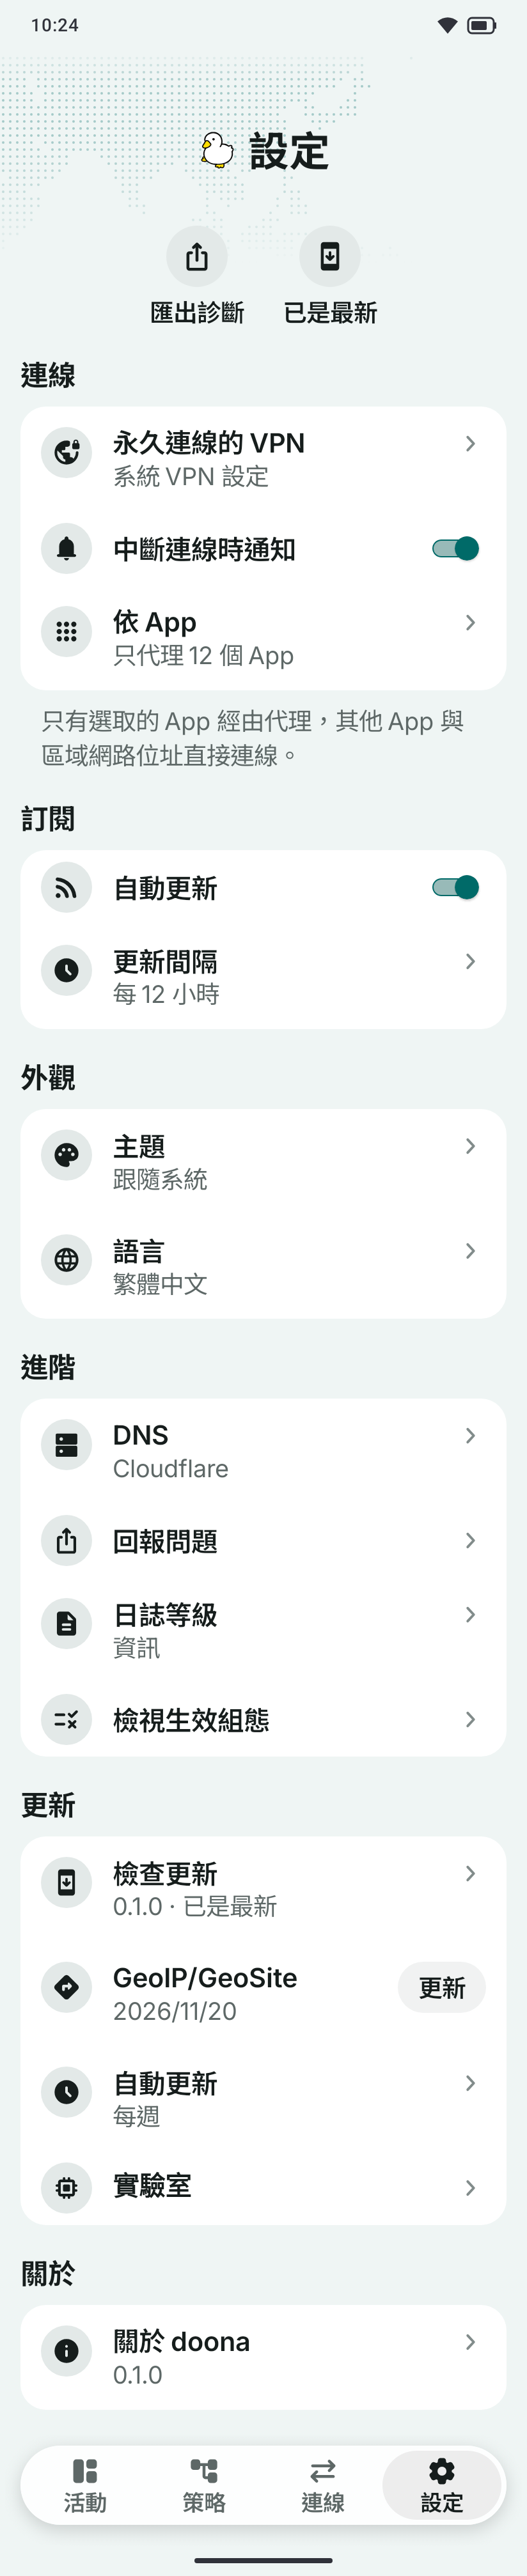 10:24
設定
匯出診斷
已是最新
連線
永久連線的 VPN
系統 VPN 設定
中斷連線時通知
依 App
只代理 12 個 App
只有選取的 App 經由代理，其他 App 與
區域網路位址直接連線。
訂閱
自動更新
更新間隔
每 12 小時
外觀
主題
跟隨系統
語言
繁體中文
進階
DNS
Cloudflare
回報問題
日誌等級
資訊
檢視生效組態
更新
檢查更新
0.1.0 · 已是最新
GeoIP/GeoSite
2026/11/20
更新
自動更新
每週
實驗室
關於
關於 doona
0.1.0
活動
策略
連線
設定